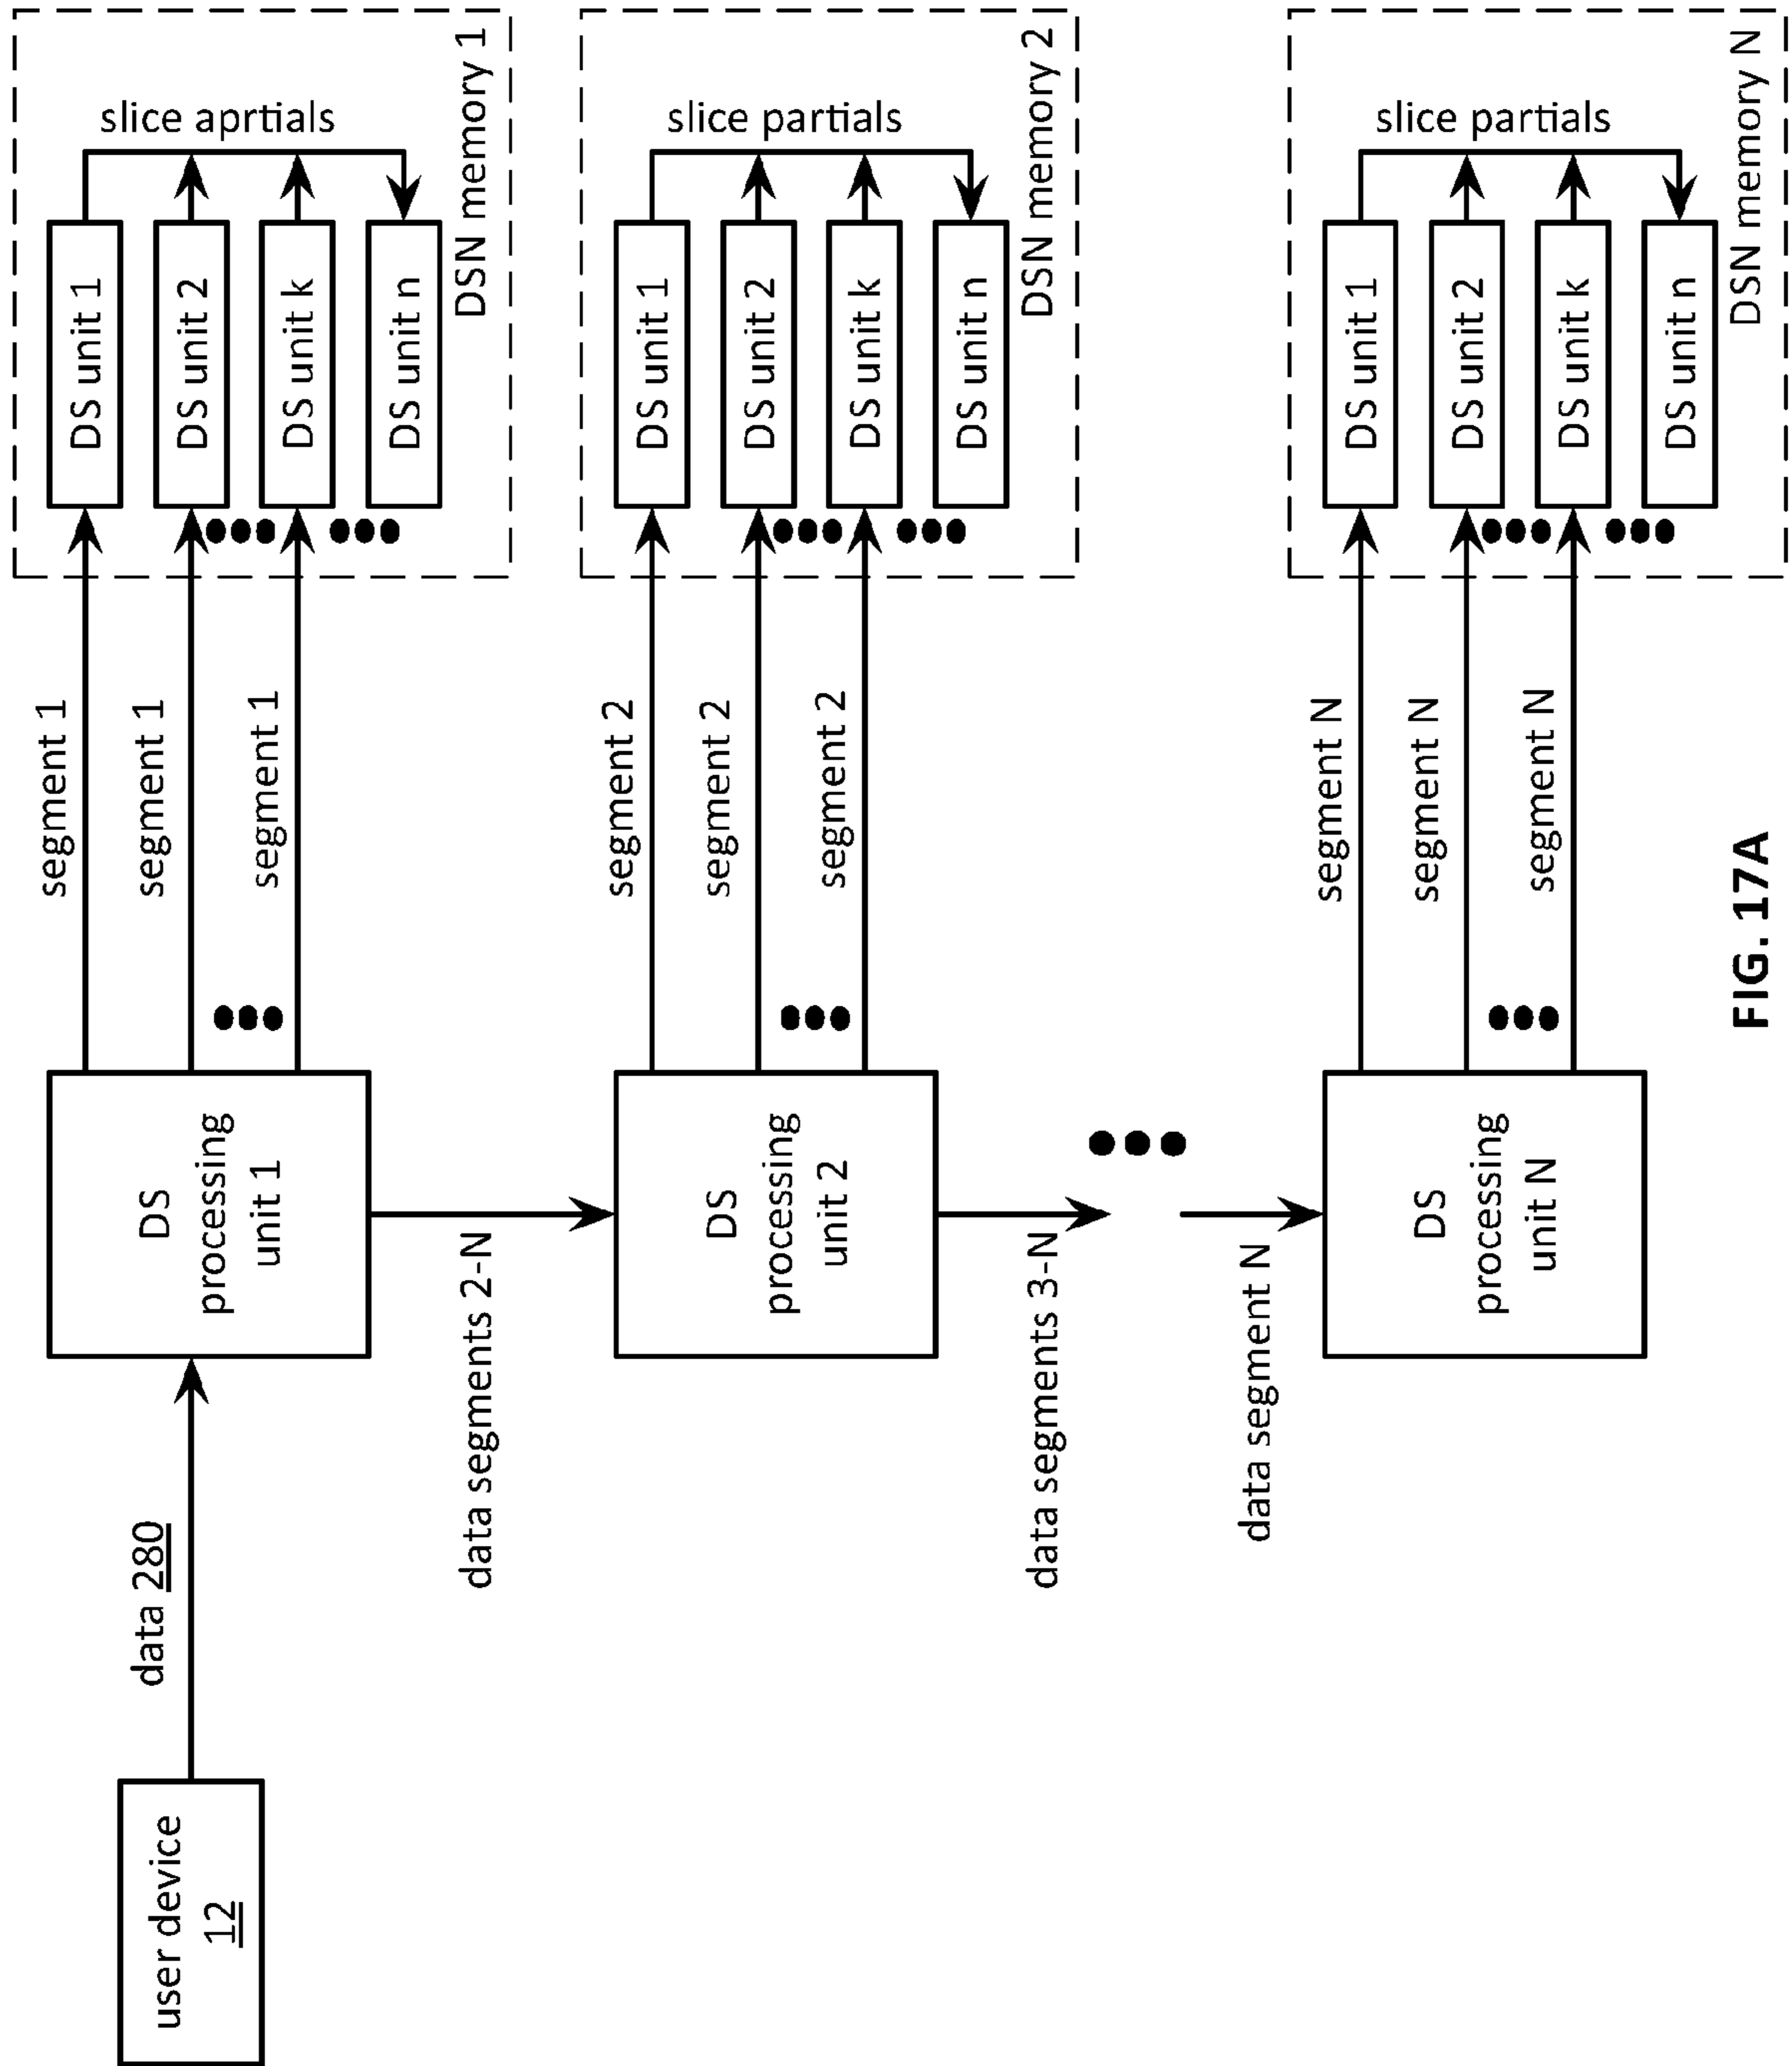 user device
12
data 280
DS
processing
unit 1
segment 1
segment 1
segment 1
DS unit 1
DS unit 2
DS unit k
DS unit n
slice aprtials
DSN memory 1
data segments 2-N
DS
processing
unit 2
segment 2
segment 2
segment 2
DS unit 1
DS unit 2
DS unit k
DS unit n
slice partials
DSN memory 2
data segments 3-N
data segment N
DS
processing
unit N
segment N
segment N
segment N
DS unit 1
DS unit 2
DS unit k
DS unit n
slice partials
DSN memory N
FIG. 17A